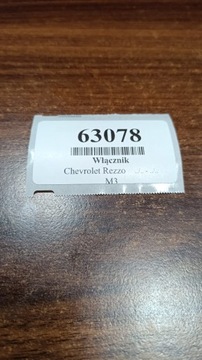 63078
Włącznik
Chevrolet Rezzo
M3